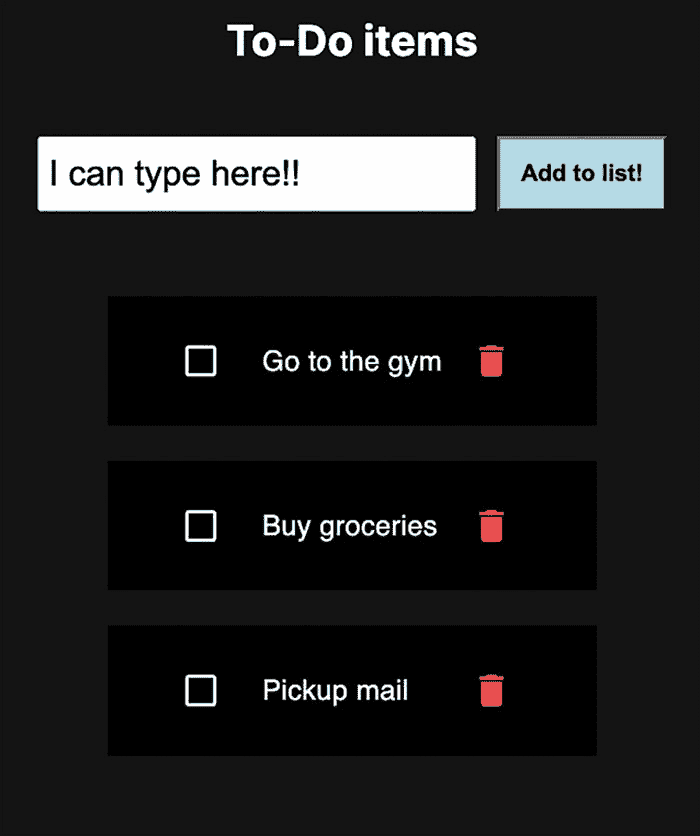 To-Do items
I can type here!!
Add to list!
Go to the gym
Buy groceries
Pickup mail